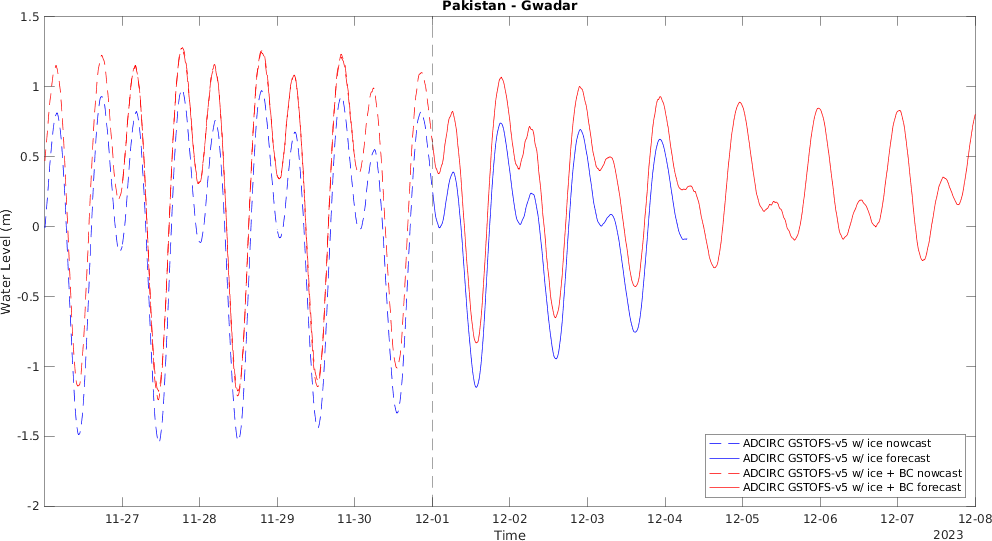 Pakistan - Gwadar
1.5
1
0.5
0
-0.5
-1
-1.5
-2
Water Level (m)
ADCIRC GSTOFS-v5 w/ ice nowcast
ADCIRC GSTOFS-v5 w/ ice forecast
ADCIRC GSTOFS-v5 w/ ice + BC nowcast
ADCIRC GSTOFS-v5 w/ ice + BC forecast
11-27 11-28 11-29 11-30 12-01 12-02 12-03 12-04 12-05 12-06 12-07 12-08
Time
2023